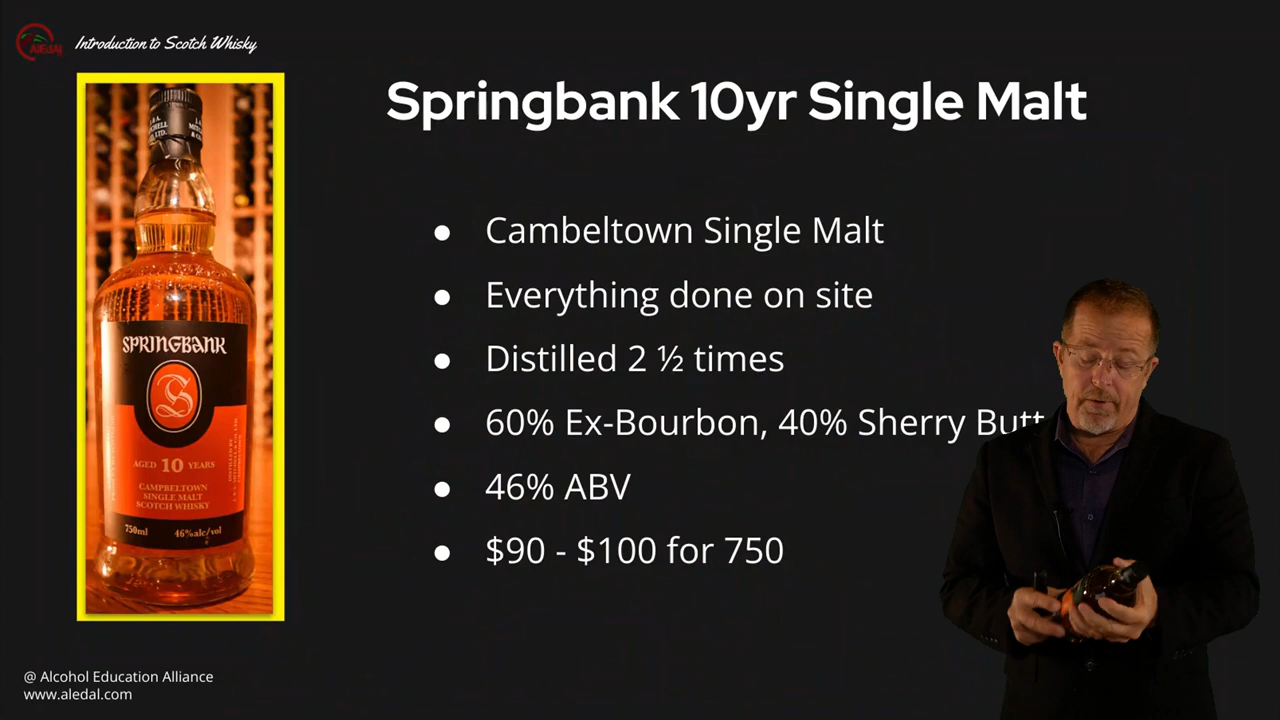 ALEDAL
Introduction to Scotch Whisky
Springbank 10yr Single Malt
Cambeltown Single Malt
Everything done on site
Distilled 2 ½ times
60% Ex-Bourbon, 40% Sherry Butt
46% ABV
$90 - $100 for 750
SPRINGBANK
S
AGED 10 YEARS
CAMPBELTOWN
SINGLE MALT
SCOTCH WHISKY
750ml 46%alc/vol
@ Alcohol Education Alliance
www.aledal.com